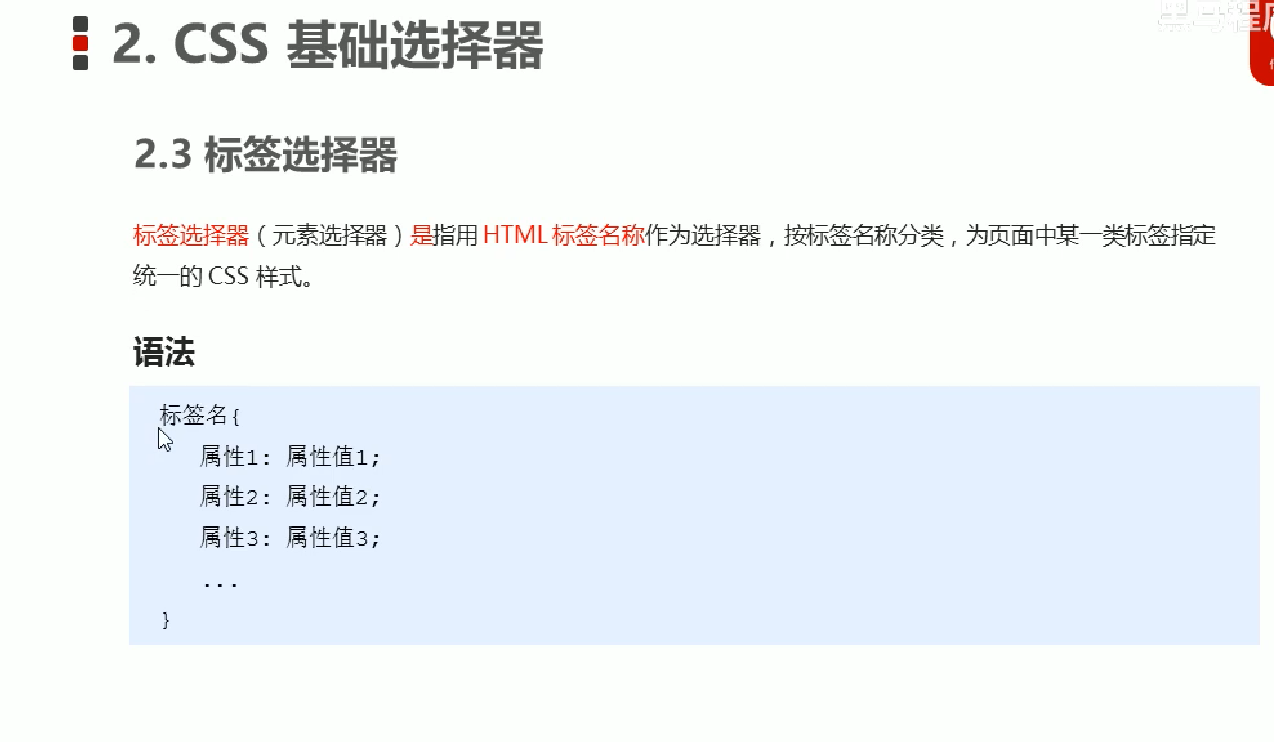 黑马程
2. CSS 基础选择器
2.3 标签选择器
标签选择器（元素选择器）是指用 HTML 标签名称作为选择器，按标签名称分类，为页面中某一类标签指定
统一的 CSS 样式。
语法
标签名{
属性1: 属性值1;
属性2: 属性值2;
属性3: 属性值3;
...
}